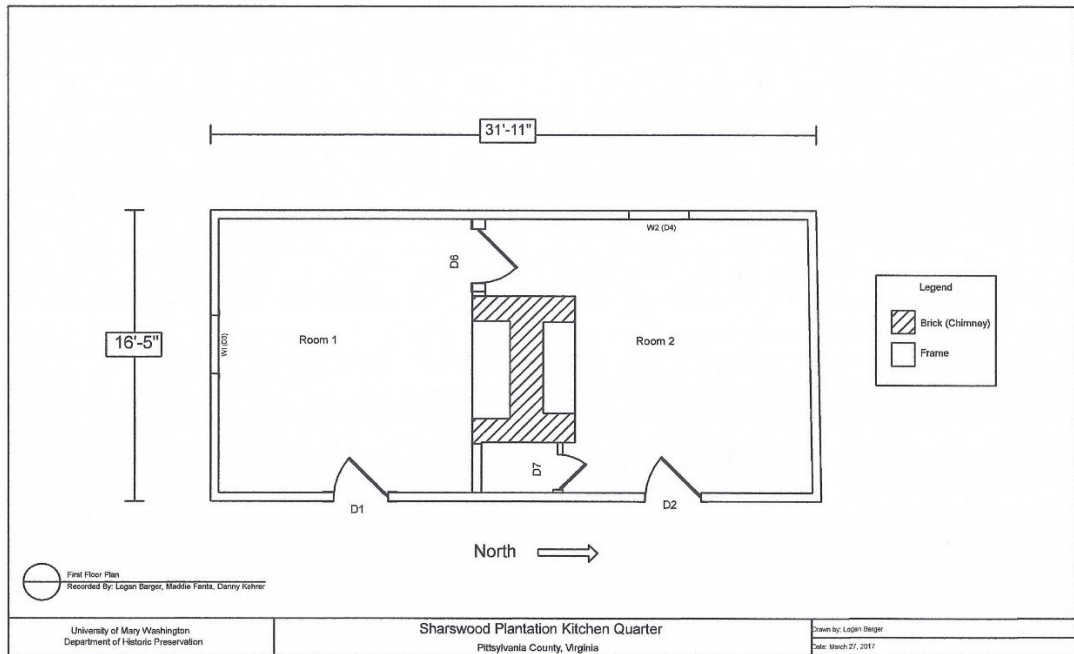 31'-11"
W2 (D4)
D6
Legend
Brick (Chimney)
Frame
16'-5"
W1 (D3)
Room 1
Room 2
D7
D1
D2
North
First Floor Plan
Recorded By: Logan Barger, Maddie Fanta, Danny Kehrer
University of Mary Washington
Department of Historic Preservation
Sharswood Plantation Kitchen Quarter
Pittsylvania County, Virginia
Drawn by: Logan Barger
Date: March 27, 2017